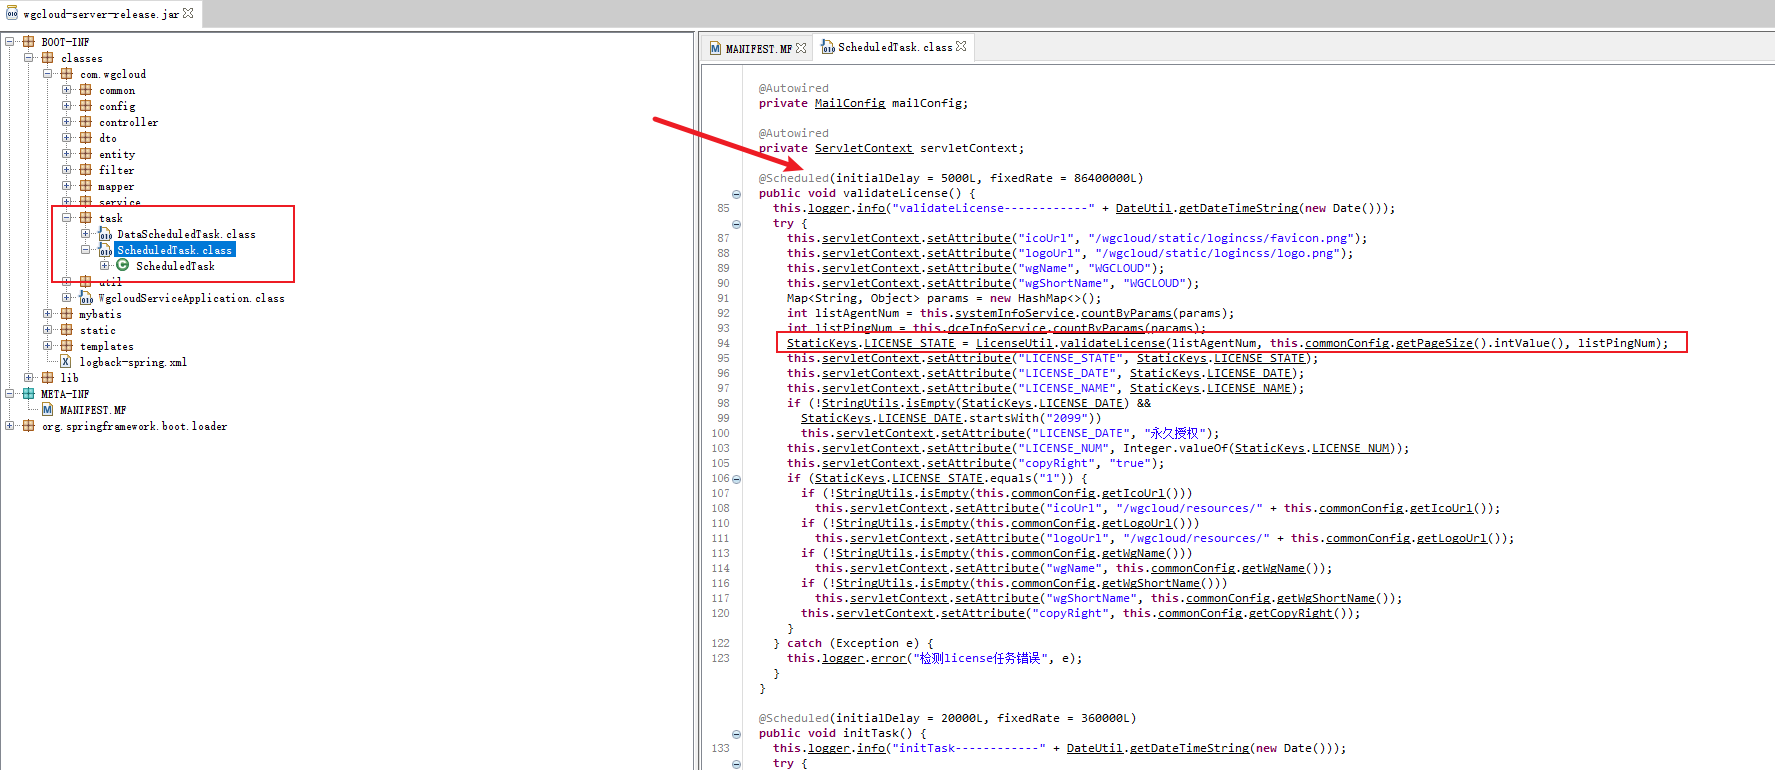 wgcloud-server-release.jar
BOOT-INF
classes
com.wgcloud
common
config
controller
dto
entity
filter
mapper
service
task
DataScheduledTask.class
ScheduledTask.class
ScheduledTask
util
WgcloudServiceApplication.class
mybatis
static
templates
logback-spring.xml
lib
META-INF
MANIFEST.MF
org.springframework.boot.loader
MANIFEST.MF
ScheduledTask.class
@Autowired
private MailConfig mailConfig;
@Autowired
private ServletContext servletContext;
@Scheduled(initialDelay = 5000L, fixedRate = 86400000L)
public void validateLicense() {
85 this.logger.info("validateLicense------------" + DateUtil.getDateTimeString(new Date()));
try {
87 this.servletContext.setAttribute("icoUrl", "/wgcloud/static/logincss/favicon.png");
88 this.servletContext.setAttribute("logoUrl", "/wgcloud/static/logincss/logo.png");
89 this.servletContext.setAttribute("wgName", "WGCLOUD");
90 this.servletContext.setAttribute("wgShortName", "WGCLOUD");
91 Map<String, Object> params = new HashMap<>();
92 int listAgentNum = this.systemInfoService.countByParams(params);
93 int listPingNum = this.dceInfoService.countByParams(params);
94 StaticKeys.LICENSE_STATE = LicenseUtil.validateLicense(listAgentNum, this.commonConfig.getPageSize().intValue(), listPingNum);
95 this.servletContext.setAttribute("LICENSE_STATE", StaticKeys.LICENSE_STATE);
96 this.servletContext.setAttribute("LICENSE_DATE", StaticKeys.LICENSE_DATE);
97 this.servletContext.setAttribute("LICENSE_NAME", StaticKeys.LICENSE_NAME);
98 if (!StringUtils.isEmpty(StaticKeys.LICENSE_DATE) &&
99 StaticKeys.LICENSE_DATE.startsWith("2099"))
100 this.servletContext.setAttribute("LICENSE_DATE", "永久授权");
103 this.servletContext.setAttribute("LICENSE_NUM", Integer.valueOf(StaticKeys.LICENSE_NUM));
105 this.servletContext.setAttribute("copyRight", "true");
106 if (StaticKeys.LICENSE_STATE.equals("1")) {
107 if (!StringUtils.isEmpty(this.commonConfig.getIcoUrl()))
108 this.servletContext.setAttribute("icoUrl", "/wgcloud/resources/" + this.commonConfig.getIcoUrl());
110 if (!StringUtils.isEmpty(this.commonConfig.getLogoUrl()))
111 this.servletContext.setAttribute("logoUrl", "/wgcloud/resources/" + this.commonConfig.getLogoUrl());
113 if (!StringUtils.isEmpty(this.commonConfig.getWgName()))
114 this.servletContext.setAttribute("wgName", this.commonConfig.getWgName());
116 if (!StringUtils.isEmpty(this.commonConfig.getWgShortName()))
117 this.servletContext.setAttribute("wgShortName", this.commonConfig.getWgShortName());
120 this.servletContext.setAttribute("copyRight", this.commonConfig.getCopyRight());
}
122 } catch (Exception e) {
123 this.logger.error("检测license任务错误", e);
}
}
@Scheduled(initialDelay = 20000L, fixedRate = 360000L)
public void initTask() {
133 this.logger.info("initTask------------" + DateUtil.getDateTimeString(new Date()));
try {